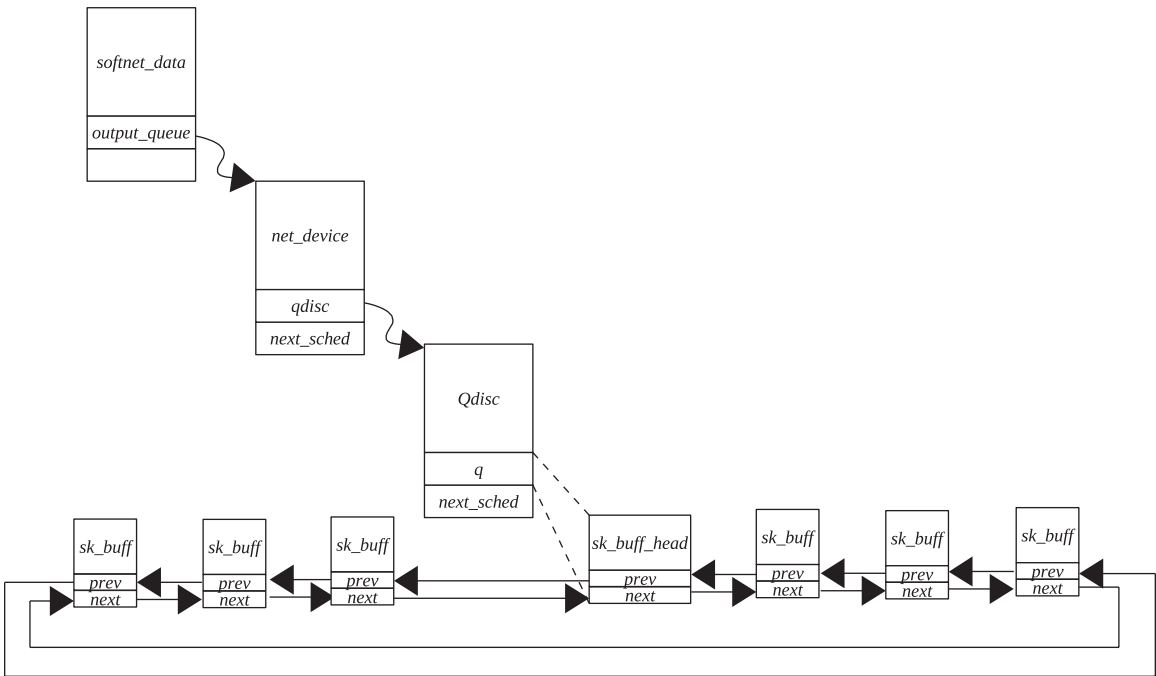 softnet_data
output_queue
net_device
qdisc
next_sched
Qdisc
q
next_sched
sk_buff
prev
next
sk_buff
prev
next
sk_buff
prev
next
sk_buff_head
prev
next
sk_buff
prev
next
sk_buff
prev
next
sk_buff
prev
next